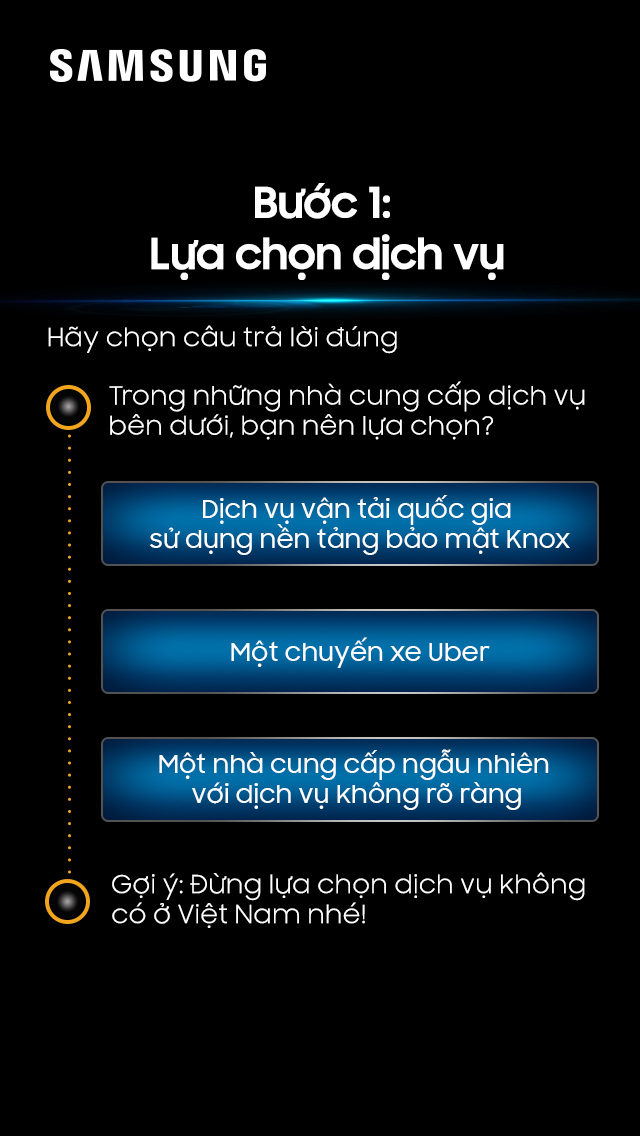 SAMSUNG
Bước 1:
Lựa chọn dịch vụ
Hãy chọn câu trả lời đúng
Trong những nhà cung cấp dịch vụ
bên dưới, bạn nên lựa chọn?
Dịch vụ vận tải quốc gia
sử dụng nền tảng bảo mật Knox
Một chuyến xe Uber
Một nhà cung cấp ngẫu nhiên
với dịch vụ không rõ ràng
Gợi ý: Đừng lựa chọn dịch vụ không
có ở Việt Nam nhé!